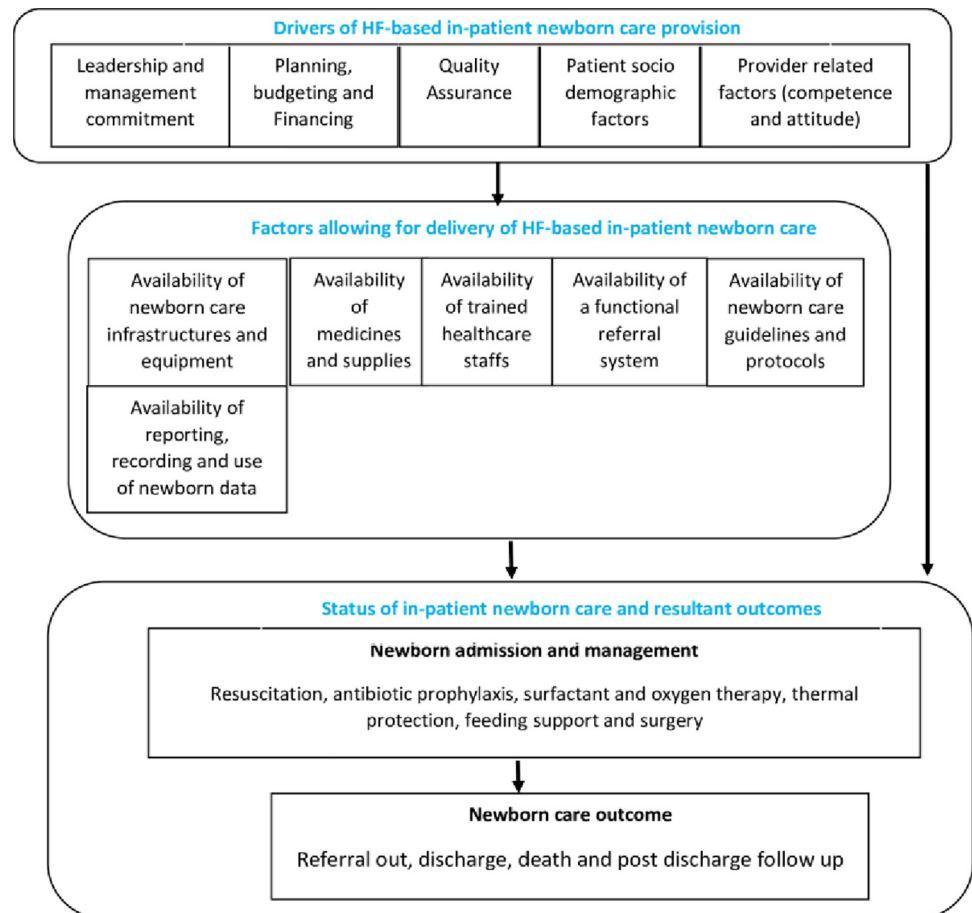 Drivers of HF-based in-patient newborn care provision
Leadership and
management
commitment
Planning,
budgeting and
Financing
Quality
Assurance
Patient socio
demographic
factors
Provider related
factors (competence
and attitude)
Factors allowing for delivery of HF-based in-patient newborn care
Availability of
newborn care
infrastructures and
equipment
Availability
of
medicines
and supplies
Availability
of trained
healthcare
staffs
Availability of
a functional
referral
system
Availability of
newborn care
guidelines and
protocols
Availability of
reporting,
recording and use
of newborn data
Status of in-patient newborn care and resultant outcomes
Newborn admission and management
Resuscitation, antibiotic prophylaxis, surfactant and oxygen therapy, thermal
protection, feeding support and surgery
Newborn care outcome
Referral out, discharge, death and post discharge follow up